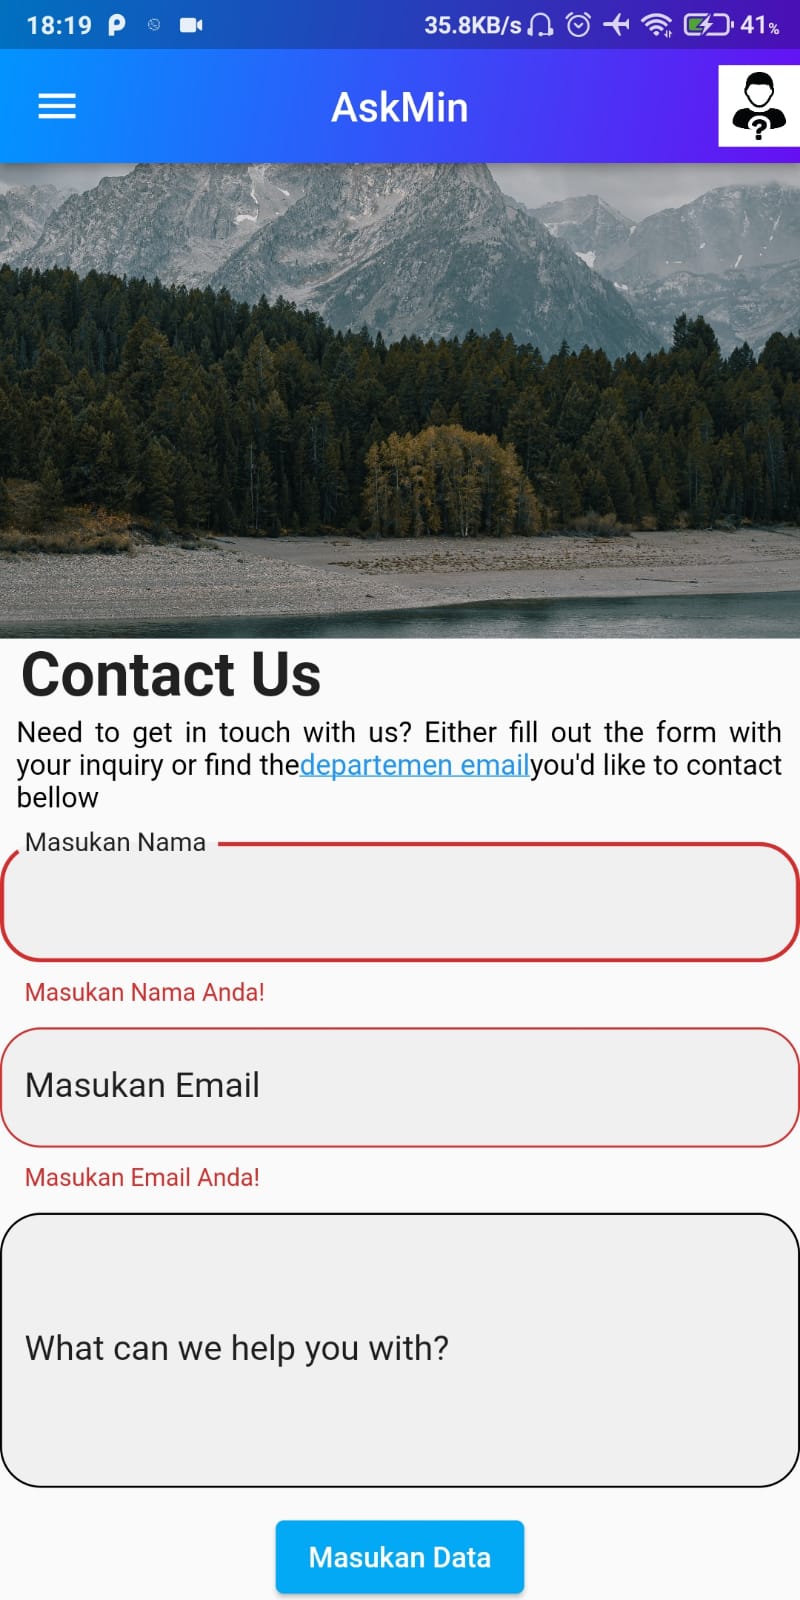 18:19 35.8KB/s 41%
AskMin
Contact Us
Need to get in touch with us? Either fill out the form with
your inquiry or find thedepartemen emailyou'd like to contact
bellow
Masukan Nama
Masukan Nama Anda!
Masukan Email
Masukan Email Anda!
What can we help you with?
Masukan Data